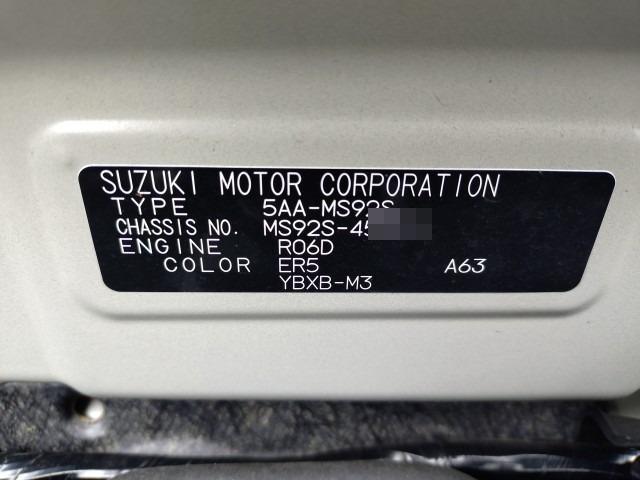 SUZUKI MOTOR CORPORATION
TYPE 5AA-MS92S
CHASSIS NO. MS92S-45
ENGINE R06D
COLOR ER5 A63
YBXB-M3